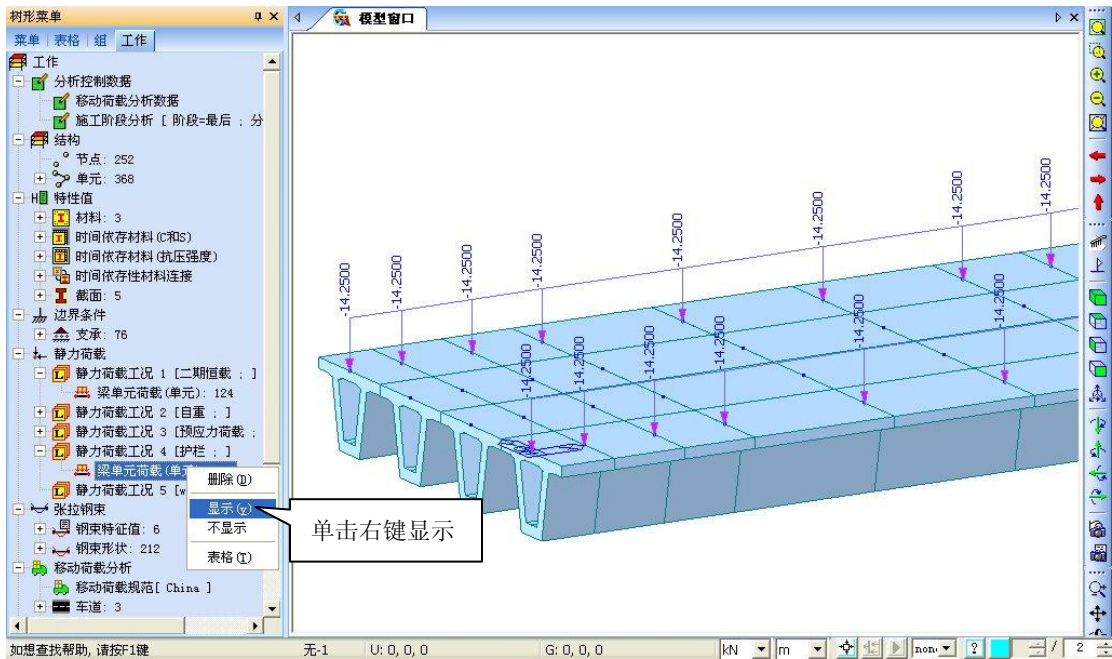 树形菜单
模型窗口
菜单 表格 组 工作
工作
分析控制数据
移动荷载分析数据
施工阶段分析 [ 阶段=最后 ; 分
结构
节点: 252
单元: 368
特性值
材料: 3
时间依存材料(C和S)
时间依存材料(抗压强度)
时间依存性材料连接
截面: 5
边界条件
支承: 76
静力荷载
静力荷载工况 1 [二期恒载 ; ]
梁单元荷载(单元): 124
静力荷载工况 2 [自重 ; ]
静力荷载工况 3 [预应力荷载 ;
静力荷载工况 4 [护栏 ; ]
梁单元荷载(单元
静力荷载工况 5 [w
张拉钢束
钢束特征值: 6
钢束形状: 212
移动荷载分析
移动荷载规范[ China ]
车道: 3
删除(D)
显示(V)
不显示
表格(T)
单击右键显示
-14.2500
-14.2500
-14.2500
-14.2500
-14.2500
-14.2500
-14.2500
-14.2500
-14.2500
-14.2500
-14.2500
-14.2500
-14.2500
-14.2500
如想查找帮助, 请按F1键
无-1
U: 0, 0, 0
G: 0, 0, 0
kN
m
non
?
/ 2